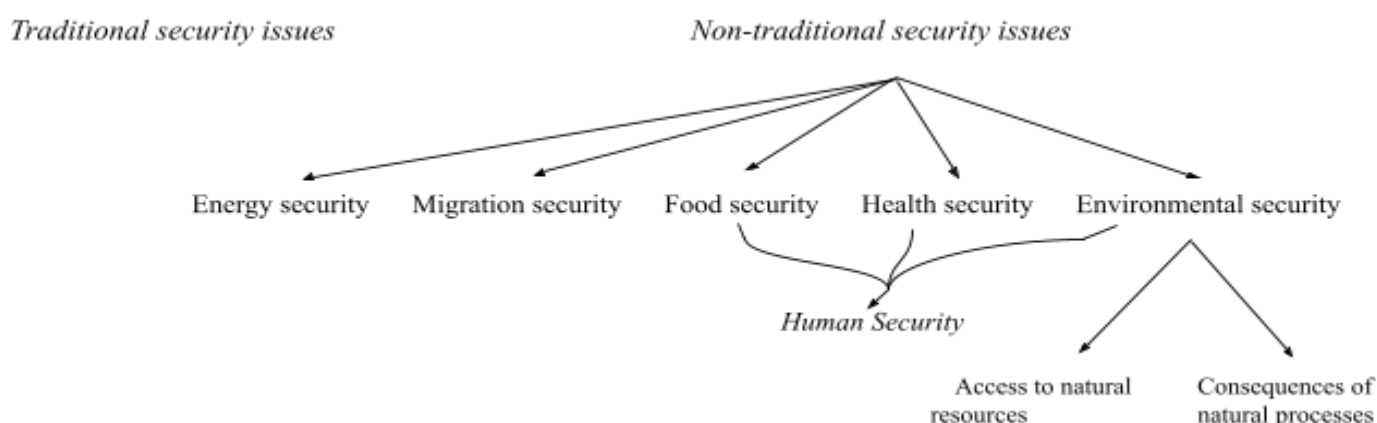 Traditional security issues
Non-traditional security issues
Energy security
Migration security
Food security
Health security
Environmental security
Human Security
Access to natural
resources
Consequences of
natural processes